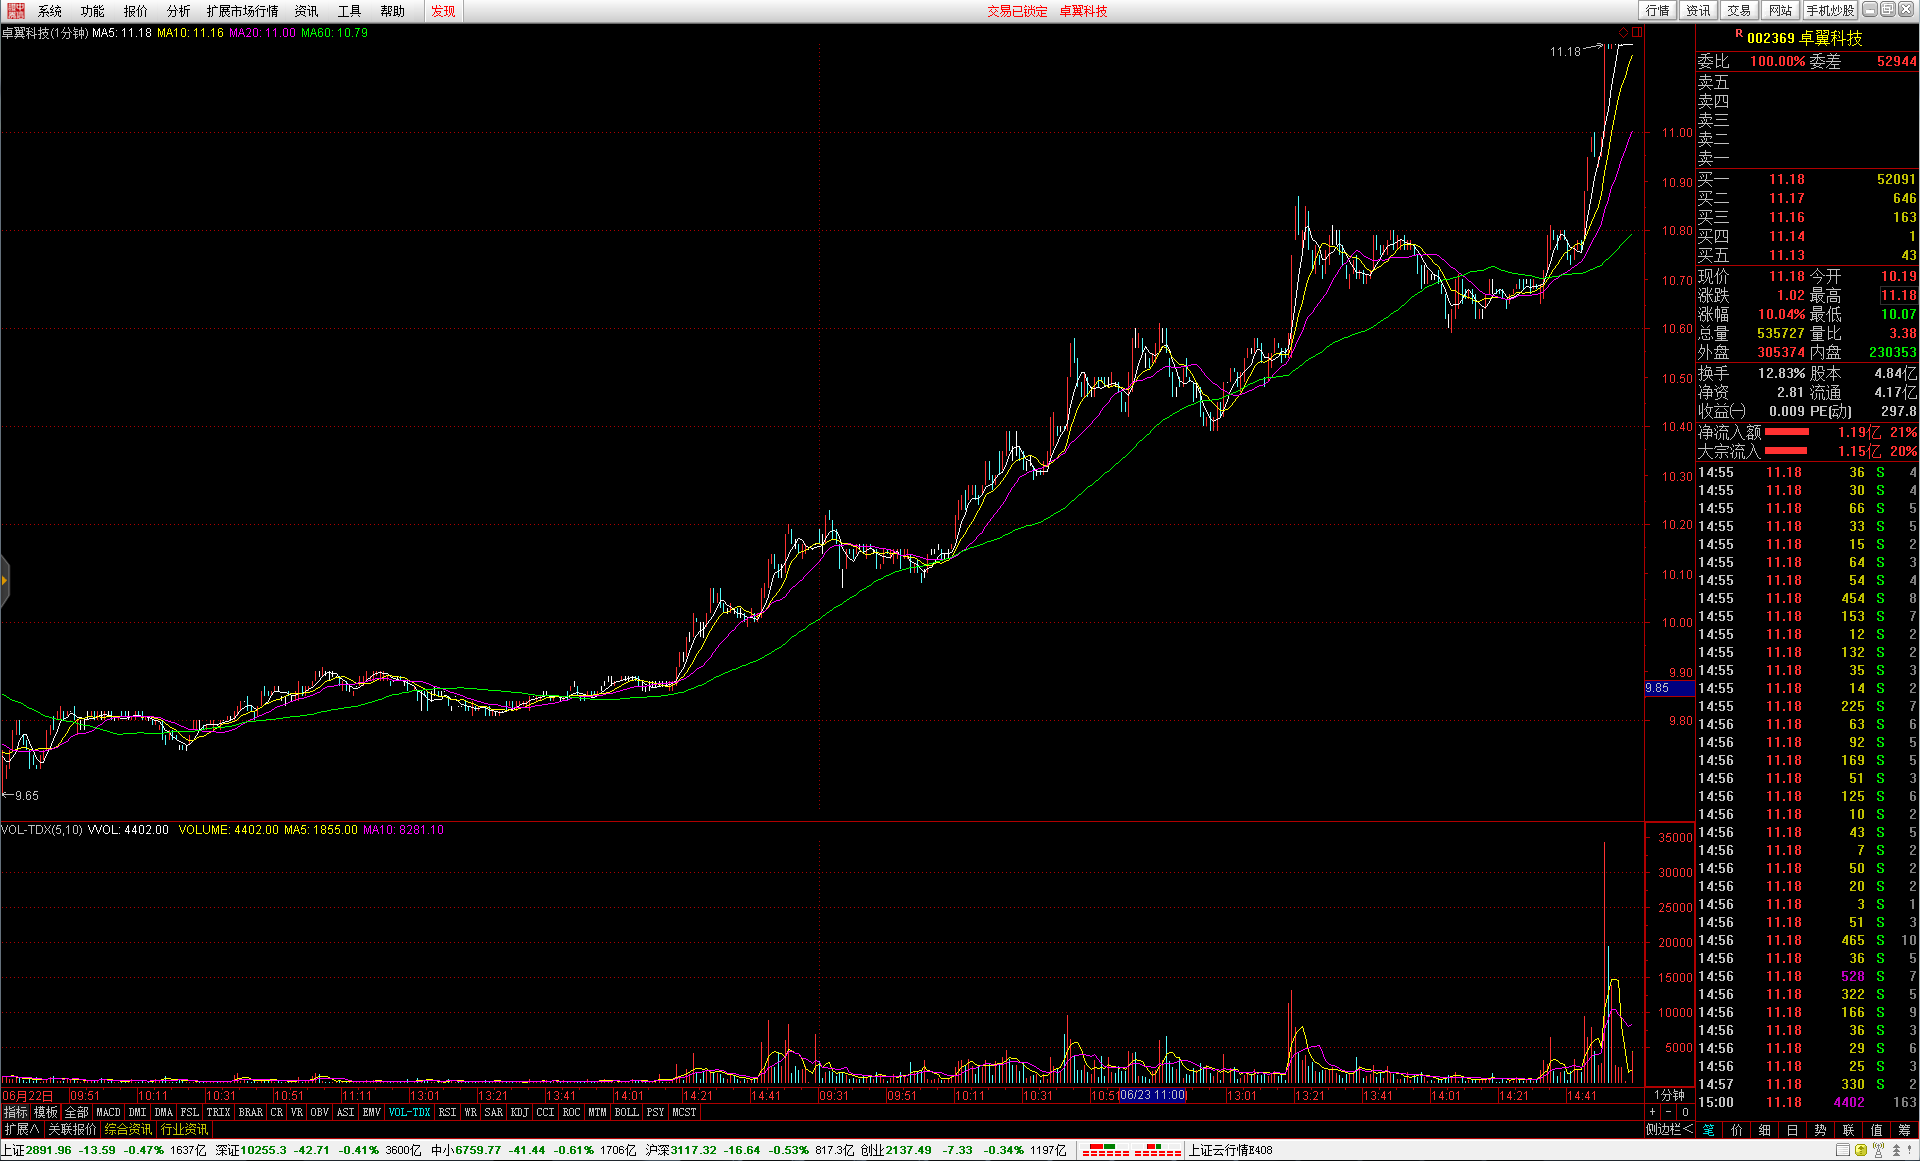 系统 功能 报价 分析 扩展市场行情 资讯 工具 帮助 发现 交易已锁定 卓翼科技 行情 资讯 交易 网站 手机炒股
卓翼科技(1分钟) MA5: 11.18 MA10: 11.16 MA20: 11.00 MA60: 10.79
11.18
11.00
10.90
10.80
10.70
10.60
10.50
10.40
10.30
10.20
10.10
10.00
9.90
9.85
9.80
9.65
VOL-TDX(5,10) VVOL: 4402.00 VOLUME: 4402.00 MA5: 1855.00 MA10: 8281.10
35000
30000
25000
20000
15000
10000
5000
06月22日 09:51 10:11 10:31 10:51 11:11 13:01 13:21 13:41 14:01 14:21 14:41 09:31 09:51 10:11 10:31 10:51 06/23 11:00 13:01 13:21 13:41 14:01 14:21 14:41 1分钟
指标 模板 全部 MACD DMI DMA FSL TRIX BRAR CR VR OBV ASI EMV VOL-TDX RSI WR SAR KDJ CCI ROC MTM BOLL PSY MCST + - 0
扩展∧ 关联报价 综合资讯 行业资讯 侧边栏< 笔 价 细 日 势 联 值 筹
R 002369 卓翼科技
委比 100.00% 委差 52944
卖五
卖四
卖三
卖二
卖一
买一 11.18 52091
买二 11.17 646
买三 11.16 163
买四 11.14 1
买五 11.13 43
现价 11.18 今开 10.19
涨跌 1.02 最高 11.18
涨幅 10.04% 最低 10.07
总量 535727 量比 3.38
外盘 305374 内盘 230353
换手 12.83% 股本 4.84亿
净资 2.81 流通 4.17亿
收益(一) 0.009 PE(动) 297.8
净流入额 1.19亿 21%
大宗流入 1.15亿 20%
14:55 11.18 36 S 4
14:55 11.18 30 S 4
14:55 11.18 66 S 5
14:55 11.18 33 S 5
14:55 11.18 15 S 2
14:55 11.18 64 S 3
14:55 11.18 54 S 4
14:55 11.18 454 S 8
14:55 11.18 153 S 7
14:55 11.18 12 S 2
14:55 11.18 132 S 2
14:55 11.18 35 S 3
14:55 11.18 14 S 2
14:55 11.18 225 S 7
14:56 11.18 63 S 6
14:56 11.18 92 S 5
14:56 11.18 169 S 5
14:56 11.18 51 S 3
14:56 11.18 125 S 6
14:56 11.18 10 S 2
14:56 11.18 43 S 5
14:56 11.18 7 S 2
14:56 11.18 50 S 2
14:56 11.18 20 S 2
14:56 11.18 3 S 1
14:56 11.18 51 S 3
14:56 11.18 465 S 10
14:56 11.18 36 S 5
14:56 11.18 528 S 7
14:56 11.18 322 S 5
14:56 11.18 166 S 9
14:56 11.18 36 S 3
14:56 11.18 29 S 6
14:56 11.18 25 S 3
14:57 11.18 330 S 2
15:00 11.18 4402 163
上证2891.96 -13.59 -0.47% 1637亿 深证10255.3 -42.71 -0.41% 3600亿 中小6759.77 -41.44 -0.61% 1706亿 沪深3117.32 -16.64 -0.53% 817.3亿 创业2137.49 -7.33 -0.34% 1197亿 上证云行情E408